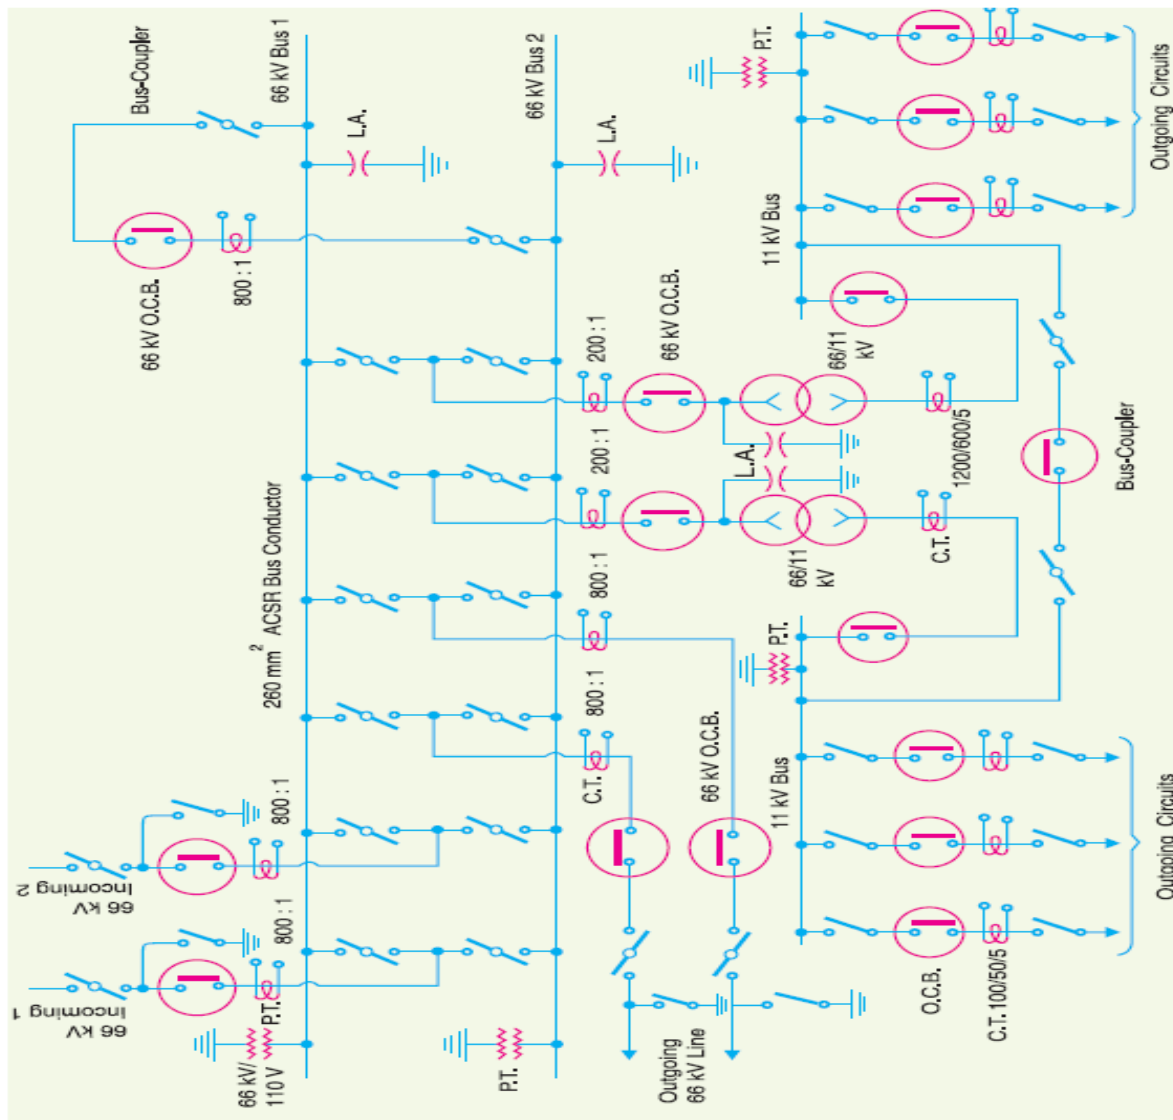 Bus-Coupler
66 kV Bus 1
66 kV Bus 2
L.A.
L.A.
P.T.
Outgoing Circuits
66 kV O.C.B.
800 : 1
11 kV Bus
200 : 1
66 kV O.C.B.
66/11
kV
200 : 1
L.A.
1200/600/5
Bus-Coupler
260 mm² ACSR Bus Conductor
800 : 1
66/11
kV
C.T.
800 : 1
C.T.
66 kV O.C.B.
P.T.
11 kV Bus
66 kV
Incoming 2
800 : 1
66 kV
Incoming 1
800 : 1
P.T.
66 kV/
110 V
P.T.
Outgoing
66 kV Line
O.C.B.
C.T. 100/50/5
Outgoing Circuits